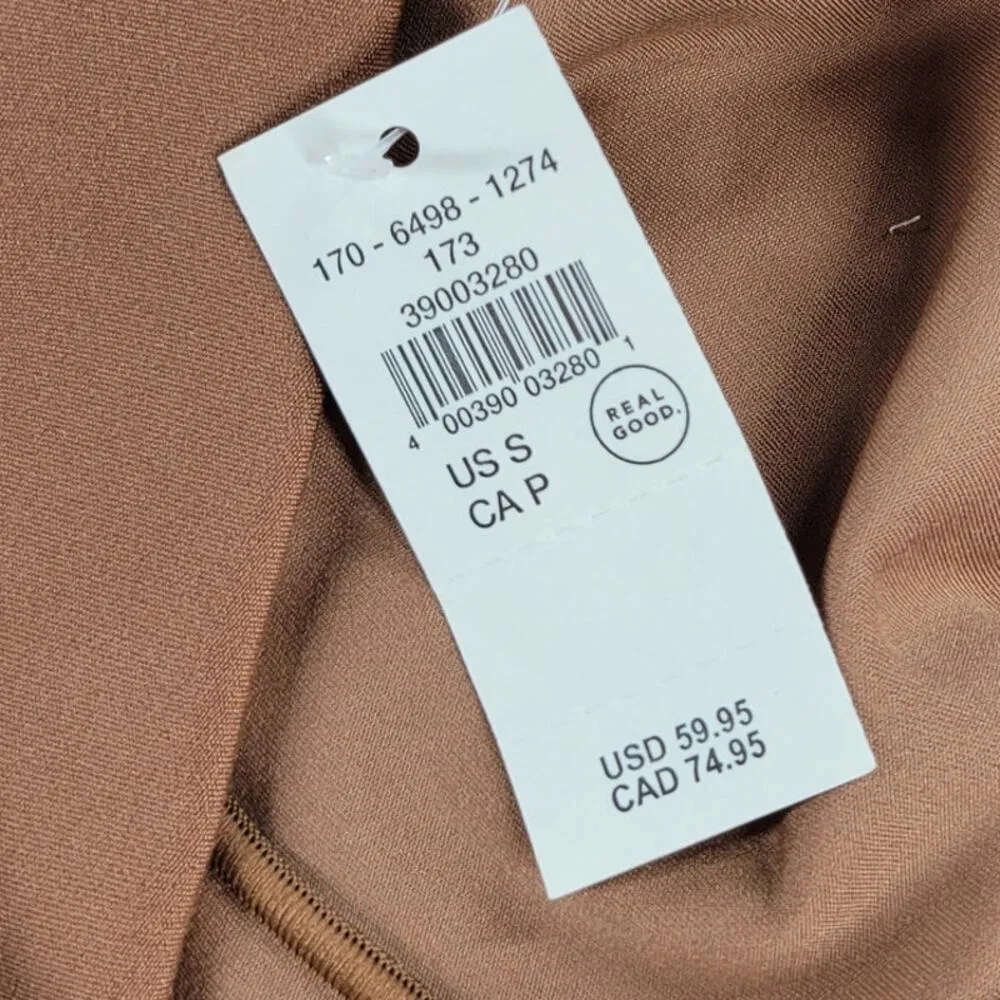 170 - 6498 - 1274
173
39003280
4 00390 03280 1
REAL
GOOD.
US S
CA P
USD 59.95
CAD 74.95